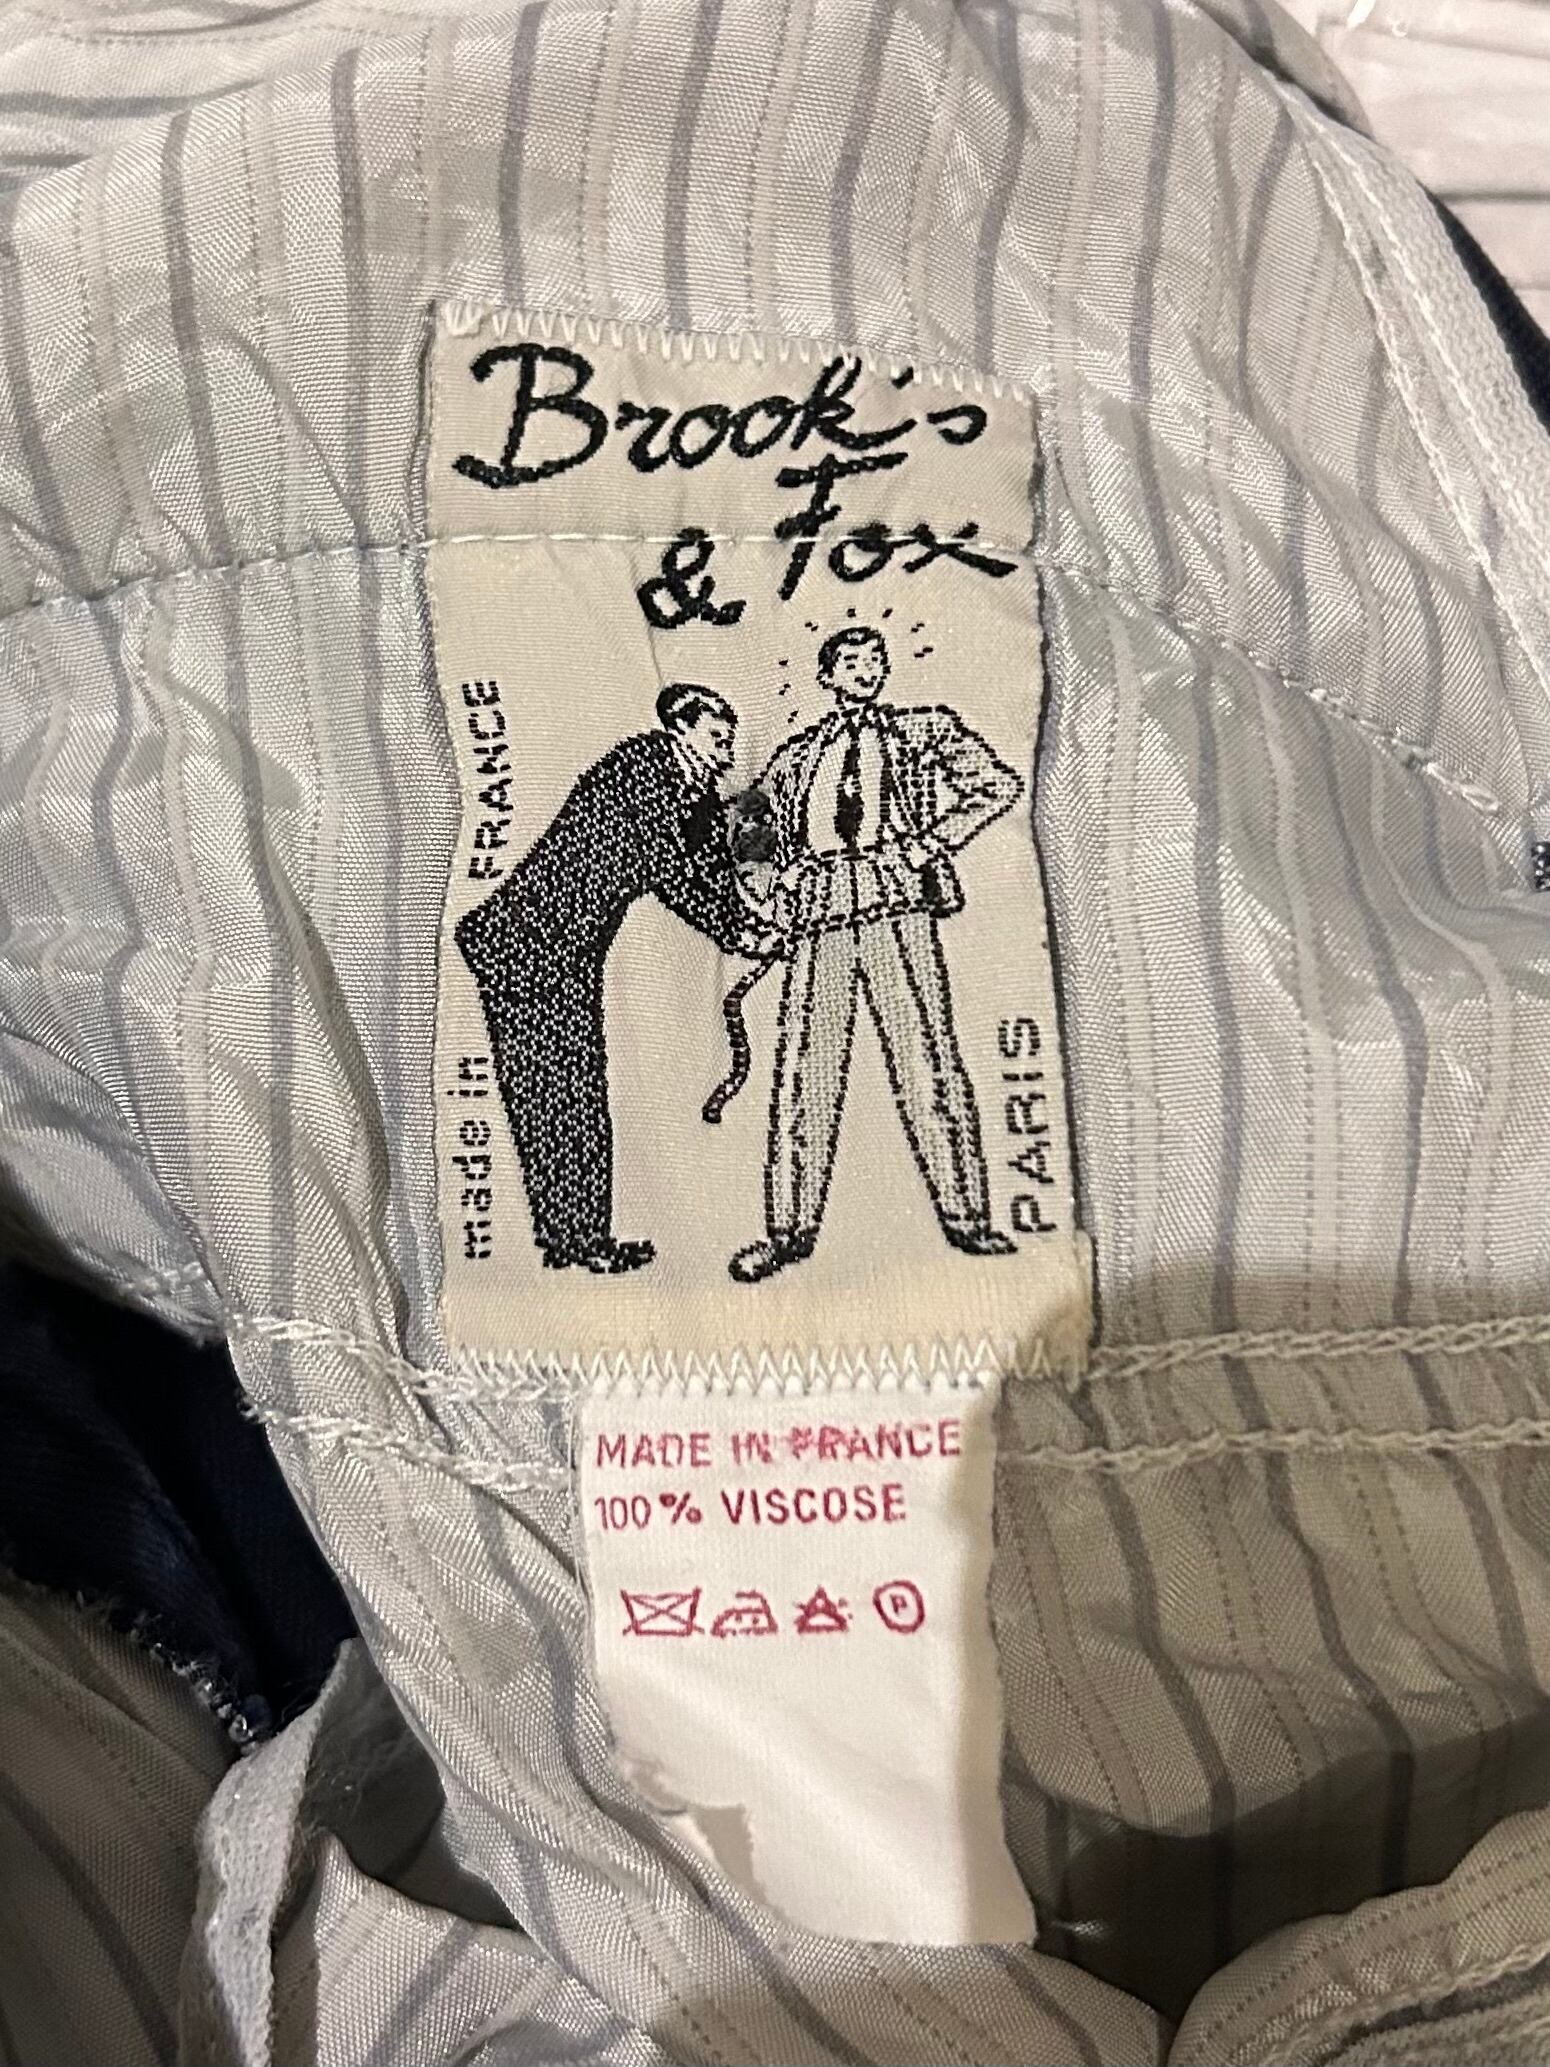 Brook's
& Fox
made in FRANCE
PARIS
MADE IN FRANCE
100% VISCOSE
P